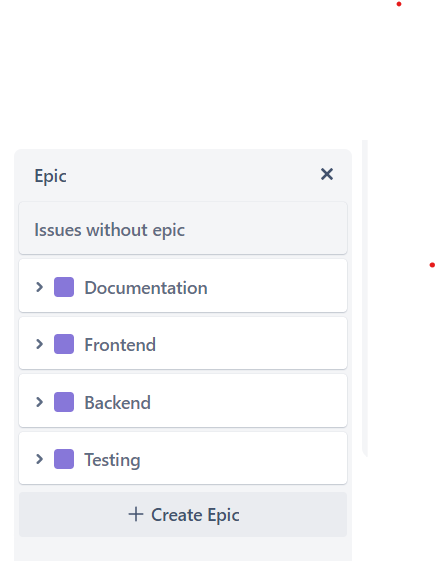 Epic
Issues without epic
Documentation
Frontend
Backend
Testing
Create Epic